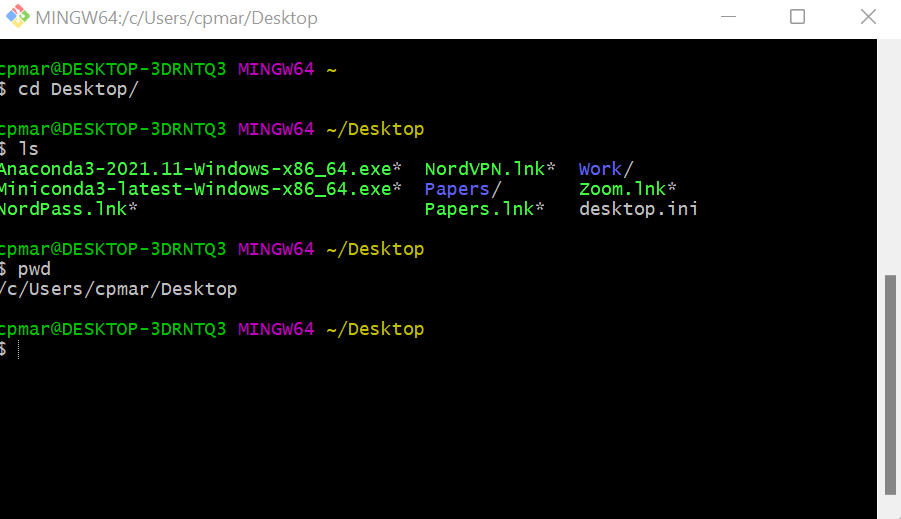 MINGW64:/c/Users/cpmar/Desktop
cpmar@DESKTOP-3DRNTQ3 MINGW64 ~
$ cd Desktop/
cpmar@DESKTOP-3DRNTQ3 MINGW64 ~/Desktop
$ ls
Anaconda3-2021.11-Windows-x86_64.exe* NordVPN.lnk* Work/
Miniconda3-latest-Windows-x86_64.exe* Papers/ Zoom.lnk*
NordPass.lnk* Papers.lnk* desktop.ini
cpmar@DESKTOP-3DRNTQ3 MINGW64 ~/Desktop
$ pwd
/c/Users/cpmar/Desktop
cpmar@DESKTOP-3DRNTQ3 MINGW64 ~/Desktop
$